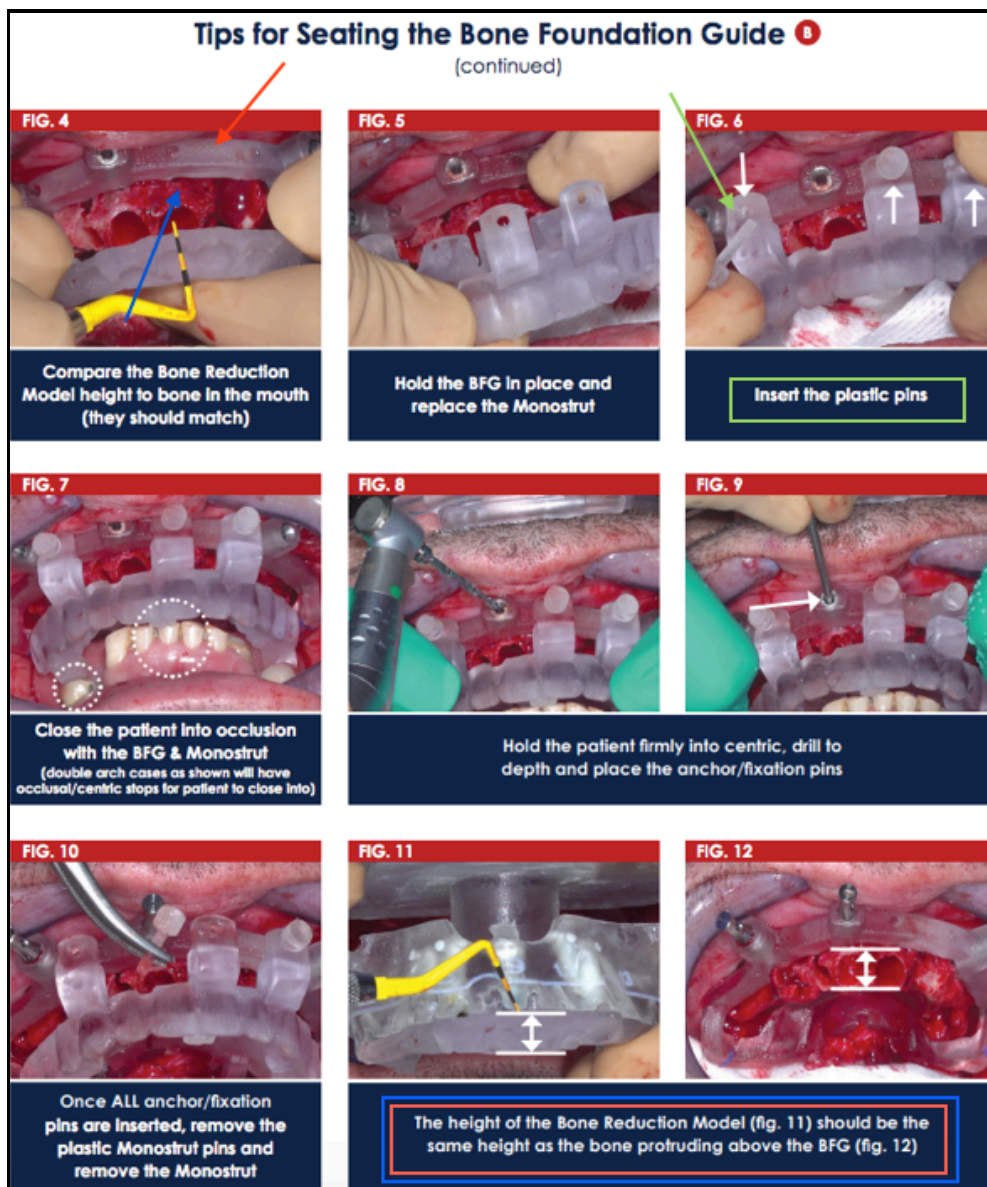 Tips for Seating the Bone Foundation Guide B
(continued)
FIG. 4
Compare the Bone Reduction
Model height to bone in the mouth
(they should match)
FIG. 5
Hold the BFG in place and
replace the Monostrut
FIG. 6
Insert the plastic pins
FIG. 7
Close the patient into occlusion
with the BFG & Monostrut
(double arch cases as shown will have
occlusal/centric stops for patient to close into)
FIG. 8
FIG. 9
Hold the patient firmly into centric, drill to
depth and place the anchor/fixation pins
FIG. 10
Once ALL anchor/fixation
pins are inserted, remove the
plastic Monostrut pins and
remove the Monostrut
FIG. 11
FIG. 12
The height of the Bone Reduction Model (fig. 11) should be the
same height as the bone protruding above the BFG (fig. 12)